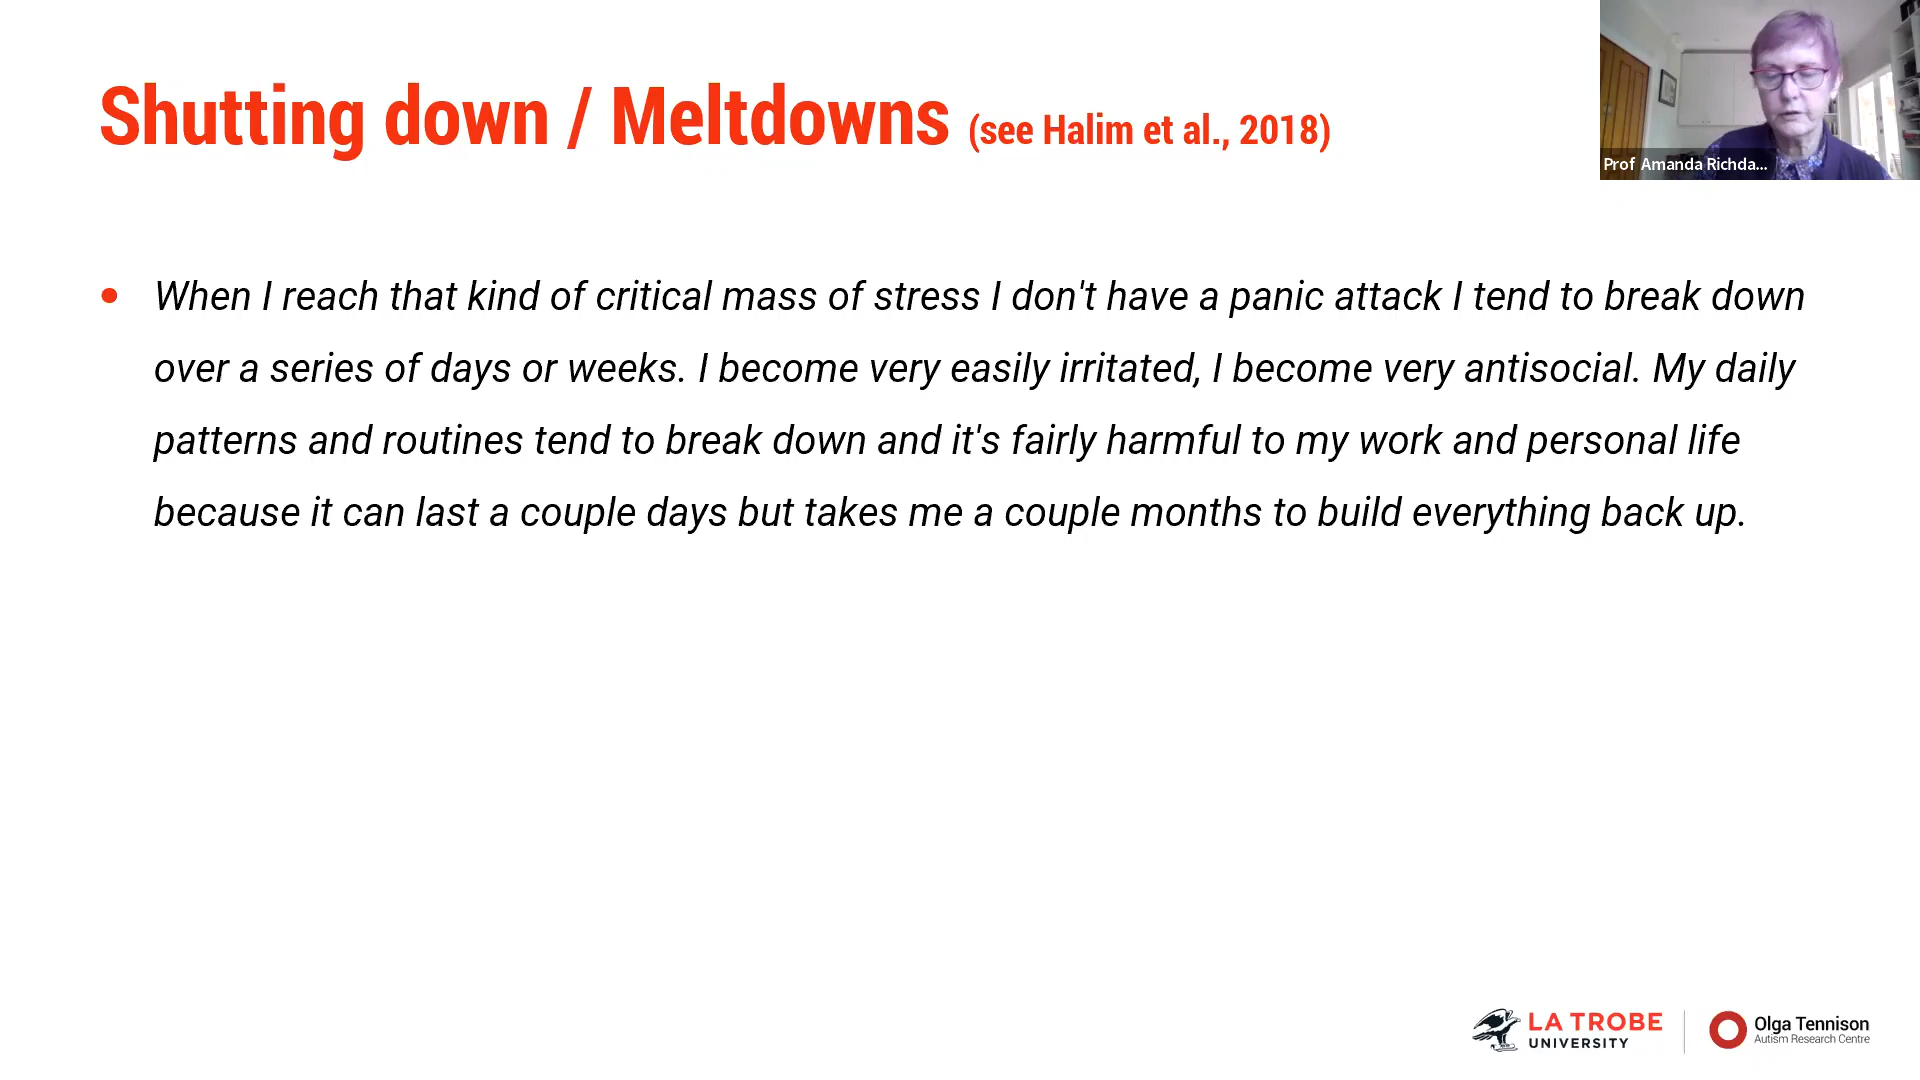 Shutting down / Meltdowns (see Halim et al., 2018)
Prof Amanda Richda...
• When I reach that kind of critical mass of stress I don't have a panic attack I tend to break down
over a series of days or weeks. I become very easily irritated, I become very antisocial. My daily
patterns and routines tend to break down and it's fairly harmful to my work and personal life
because it can last a couple days but takes me a couple months to build everything back up.
LA TROBE
UNIVERSITY
Olga Tennison
Autism Research Centre